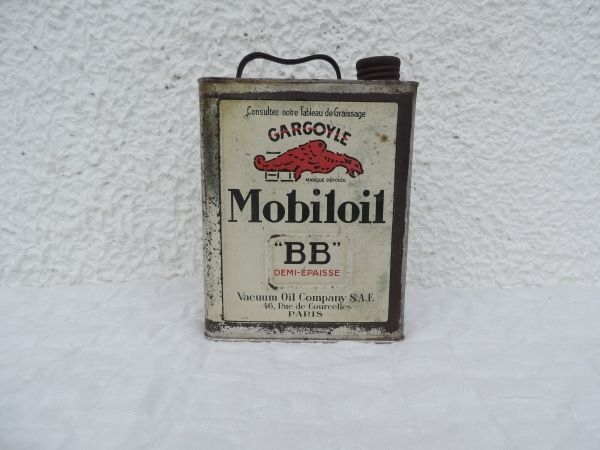 Consultez notre Tableau de Graissage
GARGOYLE
MARQUE DÉPOSÉE
Mobiloil
"BB"
DEMI-ÉPAISSE
Vacuum Oil Company S.A.F.
46, Rue de Courcelles
PARIS